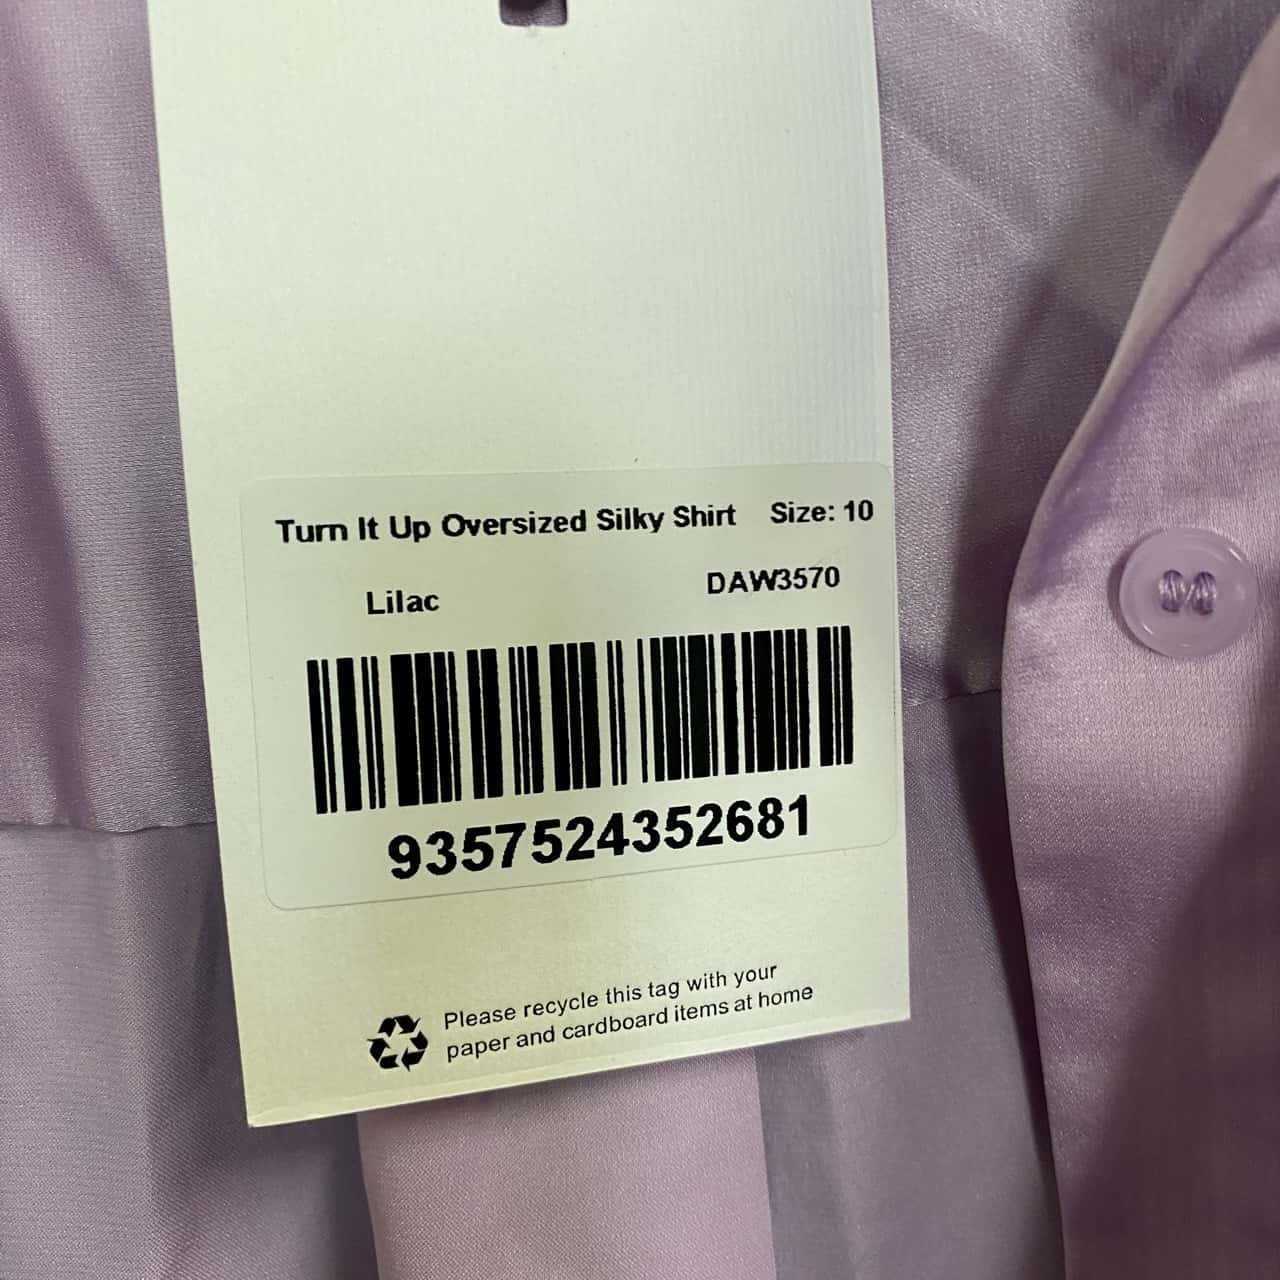 Turn It Up Oversized Silky Shirt Size: 10
Lilac DAW3570
9357524352681
Please recycle this tag with your
paper and cardboard items at home